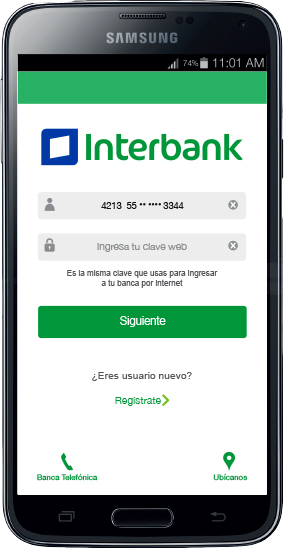 SAMSUNG
74% 11:01 AM
Interbank
4213 55•• •••• 3344
Ingresa tu clave web
Es la misma clave que usas para ingresar
a tu banca por Internet
Siguiente
¿Eres usuario nuevo?
Regístrate
Banca Telefónica
Ubícanos